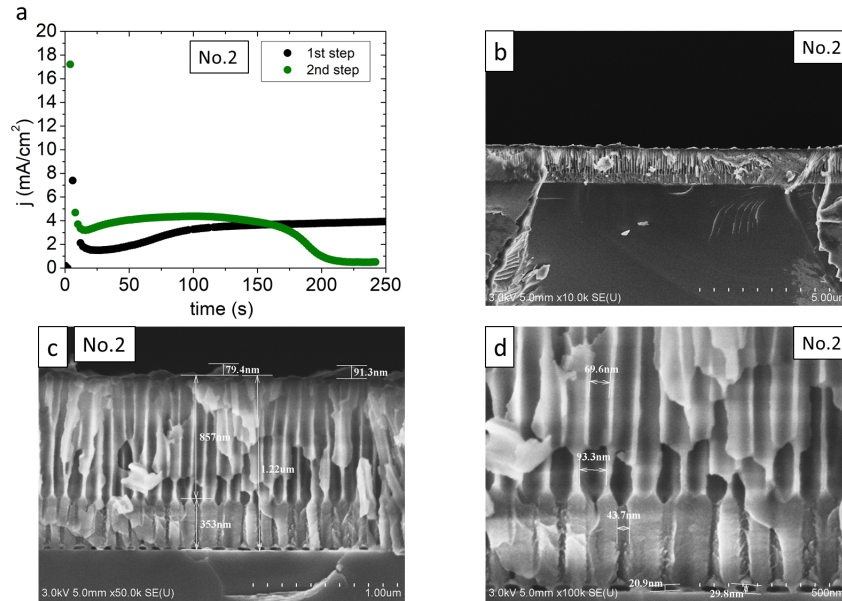 a
No.2
1st step
2nd step
j (mA/cm²)
20
18
16
14
12
10
8
6
4
2
0
0 50 100 150 200 250
time (s)
b
No.2
3.0kV 5.0mm x10.0k SE(U)
5.00um
c
No.2
79.4nm
91.3nm
857nm
1.22um
353nm
3.0kV 5.0mm x50.0k SE(U)
1.00um
d
No.2
69.6nm
93.3nm
43.7nm
20.9nm
29.8nm
3.0kV 5.0mm x100k SE(U)
500nm